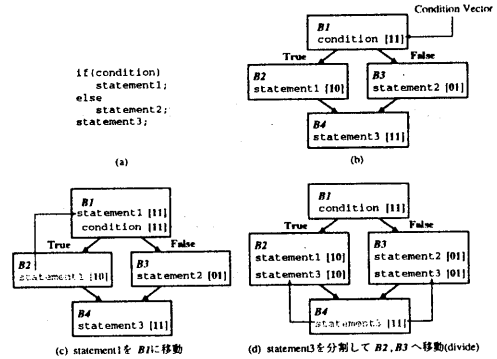 if(condition)
statement1;
else
statement2;
statement3;
(a)
Condition Vector
B1
condition [11]
True
False
B2
statement1 [10]
B3
statement2 [01]
B4
statement3 [11]
(b)
B1
statement1 [11]
condition [11]
True
False
B2
statement1 [10]
B3
statement2 [01]
B4
statement3 [11]
(c) statement1を B1に移動
B1
condition [11]
True
False
B2
statement1 [10]
statement3 [10]
B3
statement2 [01]
statement3 [01]
B4
statement3 [11]
(d) statement3を分割して B2, B3 へ移動(divide)